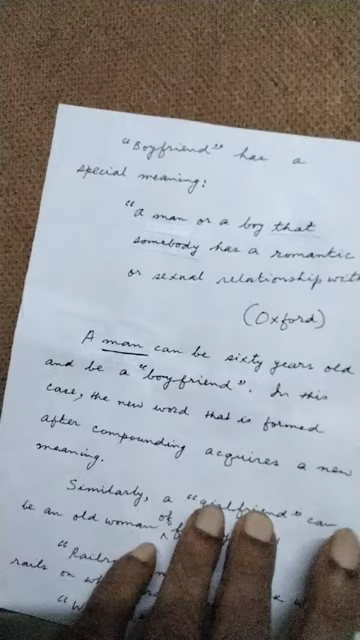 "Boyfriend" has a
special meaning:
"a man or a boy that
somebody has a romantic
or sexual relationship with
(Oxford)
A man can be sixty years old
and be a "boyfriend". In this
case, the new word that is formed
after compounding acquires a new
meaning.
Similarly, a "girlfriend" can
be an old woman of
rails on